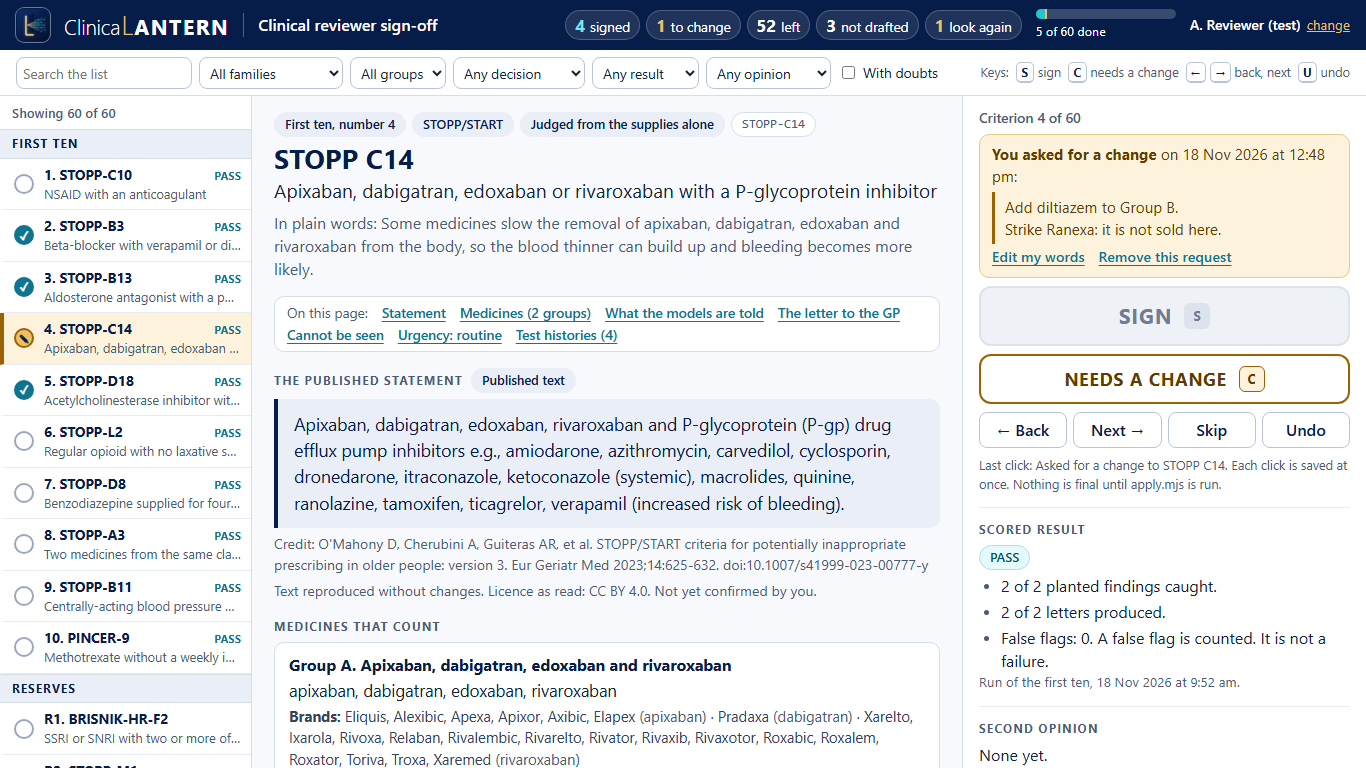 ClinicaLANTERN
Clinical reviewer sign-off
4 signed
1 to change
52 left
3 not drafted
1 look again
5 of 60 done
A. Reviewer (test) change
Search the list
All families
All groups
Any decision
Any result
Any opinion
With doubts
Keys: S sign C needs a change ← → back, next U undo
Showing 60 of 60
FIRST TEN
1. STOPP-C10 PASS
NSAID with an anticoagulant
2. STOPP-B3 PASS
Beta-blocker with verapamil or di...
3. STOPP-B13 PASS
Aldosterone antagonist with a p...
4. STOPP-C14 PASS
Apixaban, dabigatran, edoxaban ...
5. STOPP-D18 PASS
Acetylcholinesterase inhibitor wit...
6. STOPP-L2 PASS
Regular opioid with no laxative s...
7. STOPP-D8 PASS
Benzodiazepine supplied for four...
8. STOPP-A3 PASS
Two medicines from the same cla...
9. STOPP-B11 PASS
Centrally-acting blood pressure ...
10. PINCER-9 PASS
Methotrexate without a weekly i...
RESERVES
R1. BRISNIK-HR-F2
SSRI or SNRI with two or more of...
First ten, number 4
STOPP/START
Judged from the supplies alone
STOPP-C14
STOPP C14
Apixaban, dabigatran, edoxaban or rivaroxaban with a P-glycoprotein inhibitor
In plain words: Some medicines slow the removal of apixaban, dabigatran, edoxaban and
rivaroxaban from the body, so the blood thinner can build up and bleeding becomes more
likely.
On this page: Statement Medicines (2 groups) What the models are told The letter to the GP
Cannot be seen Urgency: routine Test histories (4)
THE PUBLISHED STATEMENT Published text
Apixaban, dabigatran, edoxaban, rivaroxaban and P-glycoprotein (P-gp) drug
efflux pump inhibitors e.g., amiodarone, azithromycin, carvedilol, cyclosporin,
dronedarone, itraconazole, ketoconazole (systemic), macrolides, quinine,
ranolazine, tamoxifen, ticagrelor, verapamil (increased risk of bleeding).
Credit: O'Mahony D, Cherubini A, Guiteras AR, et al. STOPP/START criteria for potentially inappropriate
prescribing in older people: version 3. Eur Geriatr Med 2023;14:625-632. doi:10.1007/s41999-023-00777-y
Text reproduced without changes. Licence as read: CC BY 4.0. Not yet confirmed by you.
MEDICINES THAT COUNT
Group A. Apixaban, dabigatran, edoxaban and rivaroxaban
apixaban, dabigatran, edoxaban, rivaroxaban
Brands: Eliquis, Alexibic, Apexa, Apixor, Axibic, Elapex (apixaban) · Pradaxa (dabigatran) · Xarelto,
Ixarola, Rivoxa, Relaban, Rivalembic, Rivarelto, Rivator, Rivaxib, Rivaxotor, Roxabic, Roxalem,
Roxator, Toriva, Troxa, Xaremed (rivaroxaban)
Criterion 4 of 60
You asked for a change on 18 Nov 2026 at 12:48
pm:
Add diltiazem to Group B.
Strike Ranexa: it is not sold here.
Edit my words Remove this request
SIGN S
NEEDS A CHANGE C
← Back
Next →
Skip
Undo
Last click: Asked for a change to STOPP C14. Each click is saved at
once. Nothing is final until apply.mjs is run.
SCORED RESULT
PASS
• 2 of 2 planted findings caught.
• 2 of 2 letters produced.
• False flags: 0. A false flag is counted. It is not a
failure.
Run of the first ten, 18 Nov 2026 at 9:52 am.
SECOND OPINION
None yet.